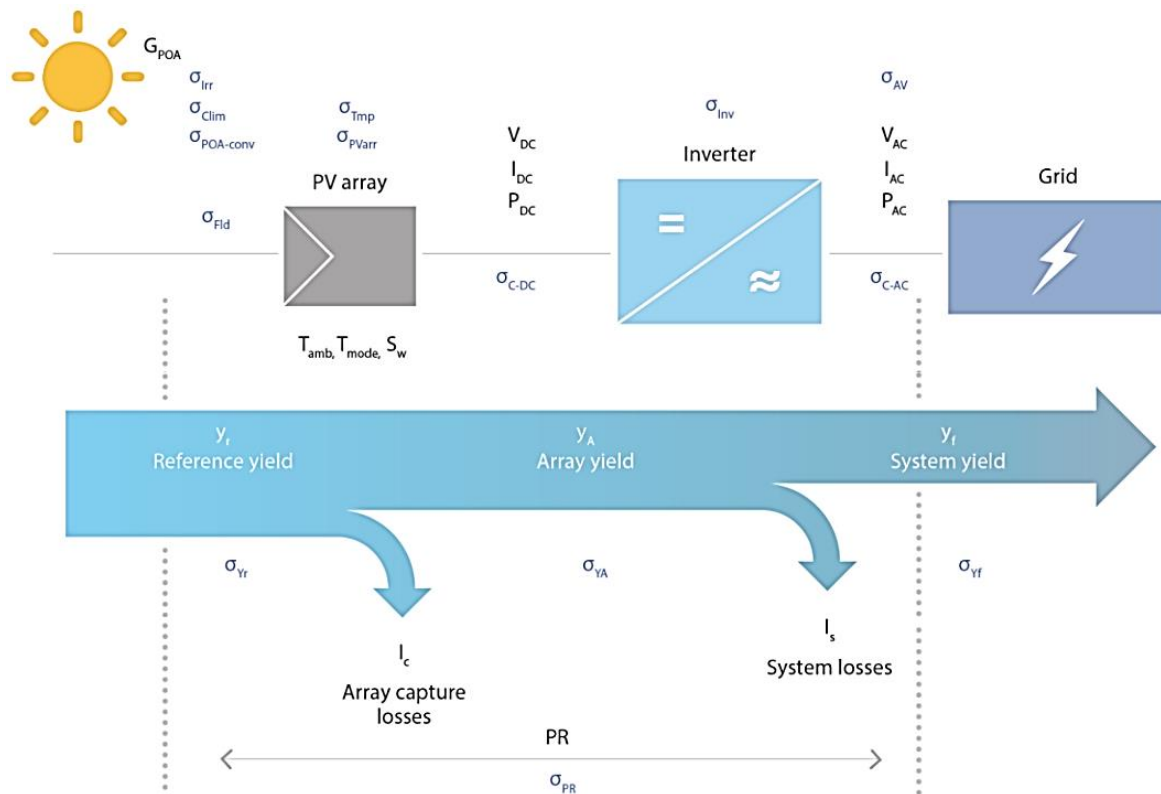 G_POA
σ_Irr
σ_Clim
σ_POA-conv
σ_Fld
σ_Tmp
σ_PVarr
PV array
T_amb, T_mode, S_w
V_DC
I_DC
P_DC
σ_C-DC
σ_Inv
Inverter
=
≈
σ_AV
V_AC
I_AC
P_AC
σ_C-AC
Grid
y_r
Reference yield
y_A
Array yield
y_f
System yield
σ_Yr
σ_YA
σ_Yf
l_c
Array capture
losses
l_s
System losses
PR
σ_PR